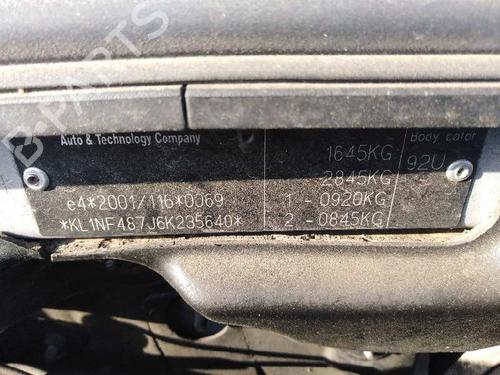 Auto & Technology Company
e4*2001/116*0069
*KL1NF487J6K235640*
1645KG
2845KG
1 - 0920KG
2 - 0845KG
Body color
92U
B-PARTS